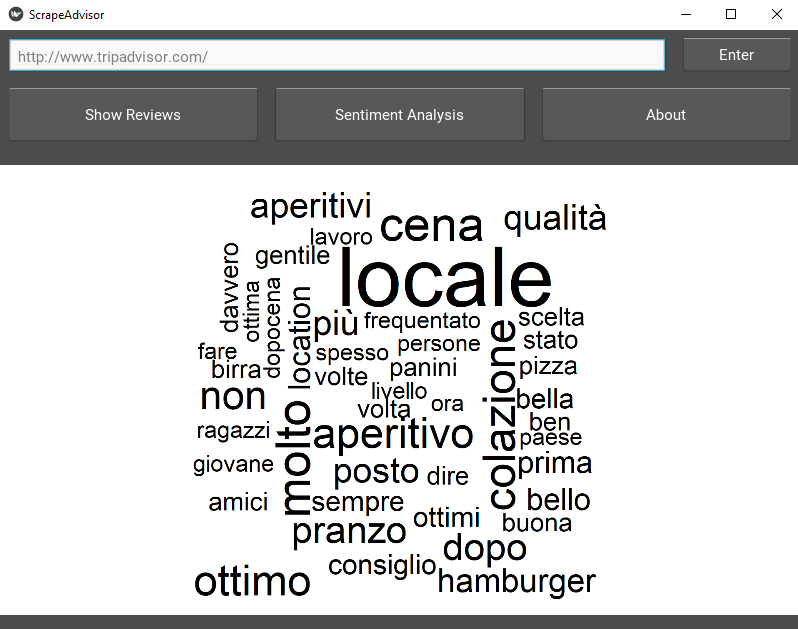 ScrapeAdvisor
http://www.tripadvisor.com/
Enter
Show Reviews
Sentiment Analysis
About
aperitivi
cena
qualità
lavoro
gentile
locale
davvero
ottima
dopocena
location
più
frequentato
scelta
fare
spesso
persone
stato
birra
volte
panini
pizza
non
livello
volta
ora
colazione
bella
ben
ragazzi
molto
aperitivo
paese
giovane
posto
dire
prima
amici
sempre
ottimi
bello
buona
pranzo
dopo
ottimo
consiglio
hamburger